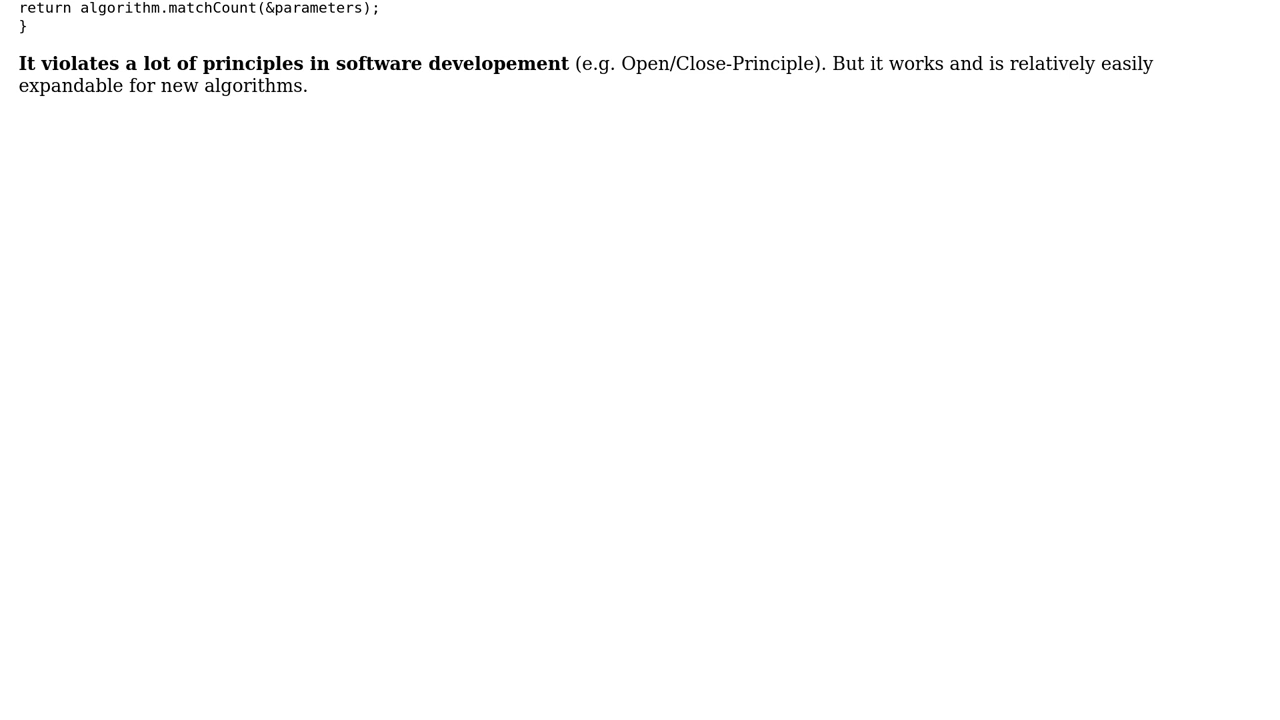 return algorithm.matchCount(&parameters);
}
It violates a lot of principles in software developement (e.g. Open/Close-Principle). But it works and is relatively easily
expandable for new algorithms.